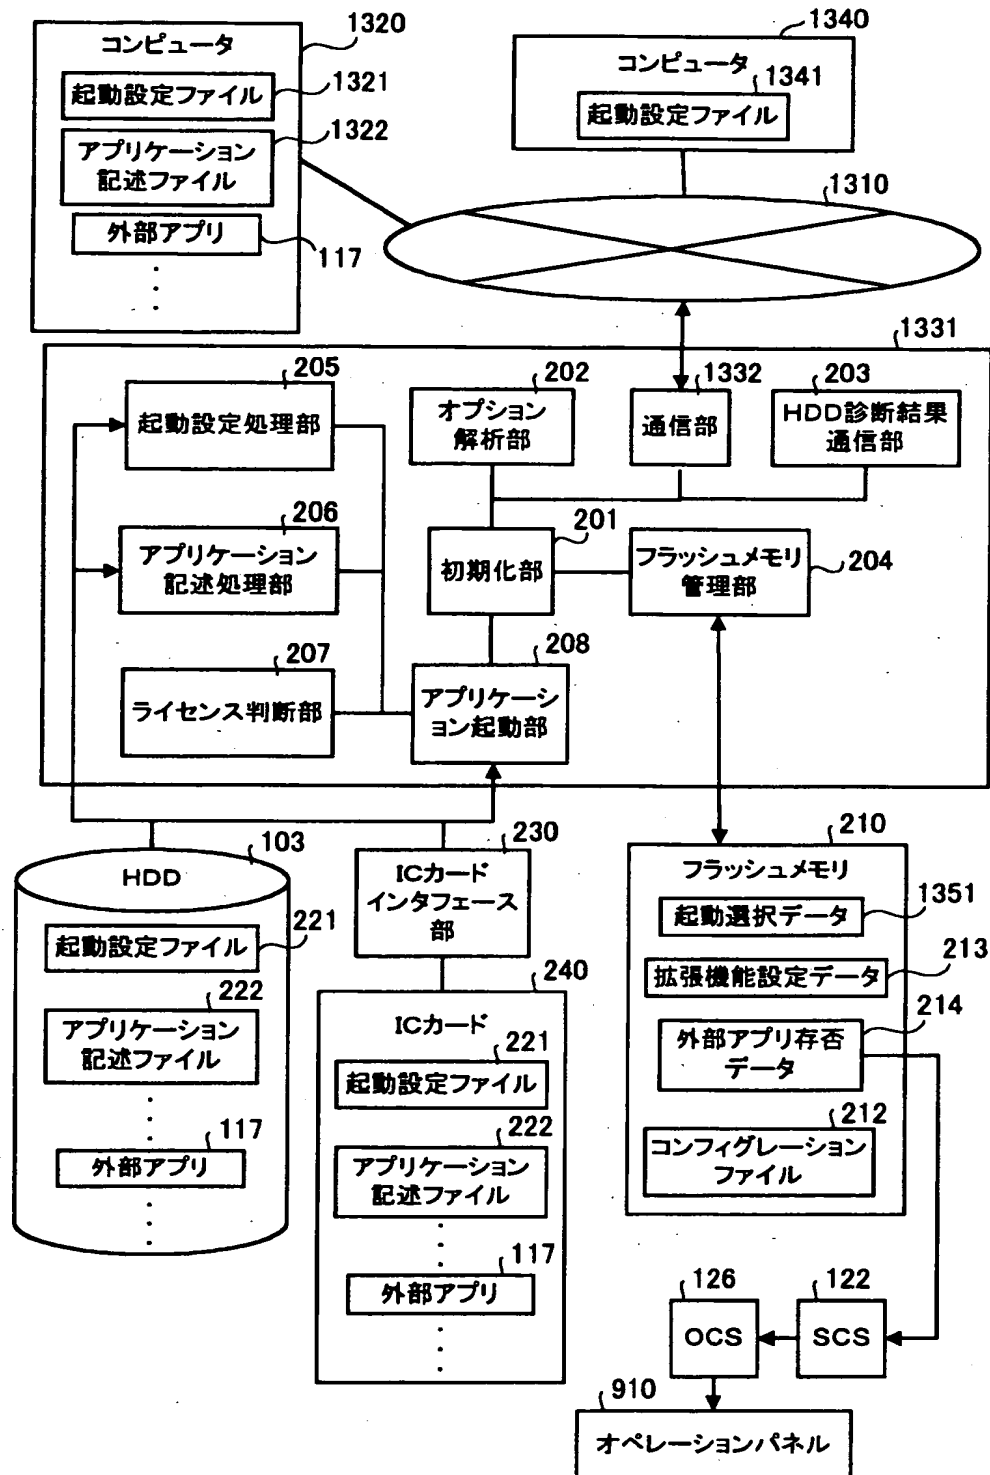 1320
コンピュータ
起動設定ファイル
1321
1322
アプリケーション
記述ファイル
外部アプリ
117
1340
コンピュータ
1341
起動設定ファイル
1310
1331
205
起動設定処理部
202
オプション
解析部
1332
通信部
203
HDD診断結果
通信部
206
アプリケーション
記述処理部
201
初期化部
フラッシュメモリ
管理部
204
207
ライセンス判断部
208
アプリケーシ
ョン起動部
103
HDD
起動設定ファイル
221
222
アプリケーション
記述ファイル
117
外部アプリ
230
ICカード
インタフェース
部
240
ICカード
221
起動設定ファイル
222
アプリケーション
記述ファイル
117
外部アプリ
210
フラッシュメモリ
1351
起動選択データ
213
拡張機能設定データ
214
外部アプリ存否
データ
212
コンフィグレーション
ファイル
126
OCS
122
SCS
910
オペレーションパネル